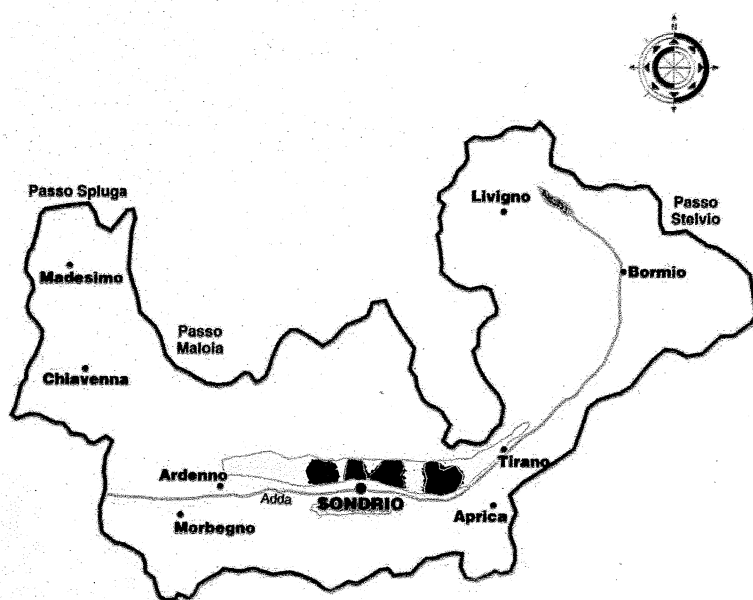 N
Passo Spluga
Livigno
Passo
Stelvio
Madesimo
Bormio
Passo
Maloia
Chiavenna
Ardenno
Tirano
Adda
SONDRIO
Aprica
Morbegno